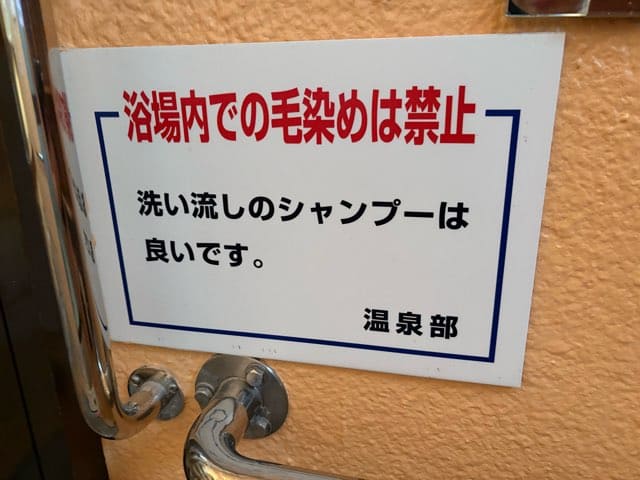 浴場内での毛染めは禁止
洗い流しのシャンプーは
良いです。
温泉部